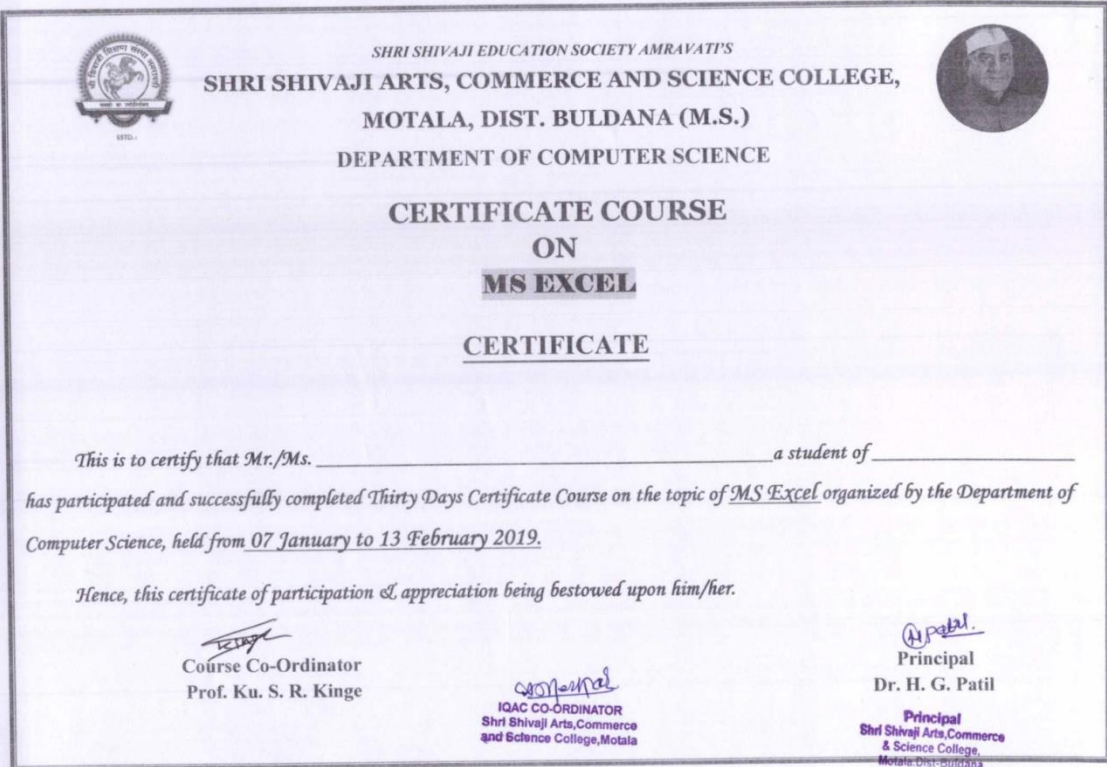 SHRI SHIVAJI EDUCATION SOCIETY AMRAVATI'S
SHRI SHIVAJI ARTS, COMMERCE AND SCIENCE COLLEGE,
MOTALA, DIST. BULDANA (M.S.)
DEPARTMENT OF COMPUTER SCIENCE
ESTD.-
CERTIFICATE COURSE
ON
MS EXCEL
CERTIFICATE
This is to certify that Mr./Ms. a student of
has participated and successfully completed Thirty Days Certificate Course on the topic of MS Excel organized by the Department of
Computer Science, held from 07 January to 13 February 2019.
Hence, this certificate of participation & appreciation being bestowed upon him/her.
Course Co-Ordinator
Prof. Ku. S. R. Kinge
IQAC CO-ORDINATOR
Shri Shivaji Arts,Commerce
and Science College,Motala
Principal
Dr. H. G. Patil
Principal
Shri Shivaji Arts,Commerce
& Science College,
Motala.Dist-Buldana